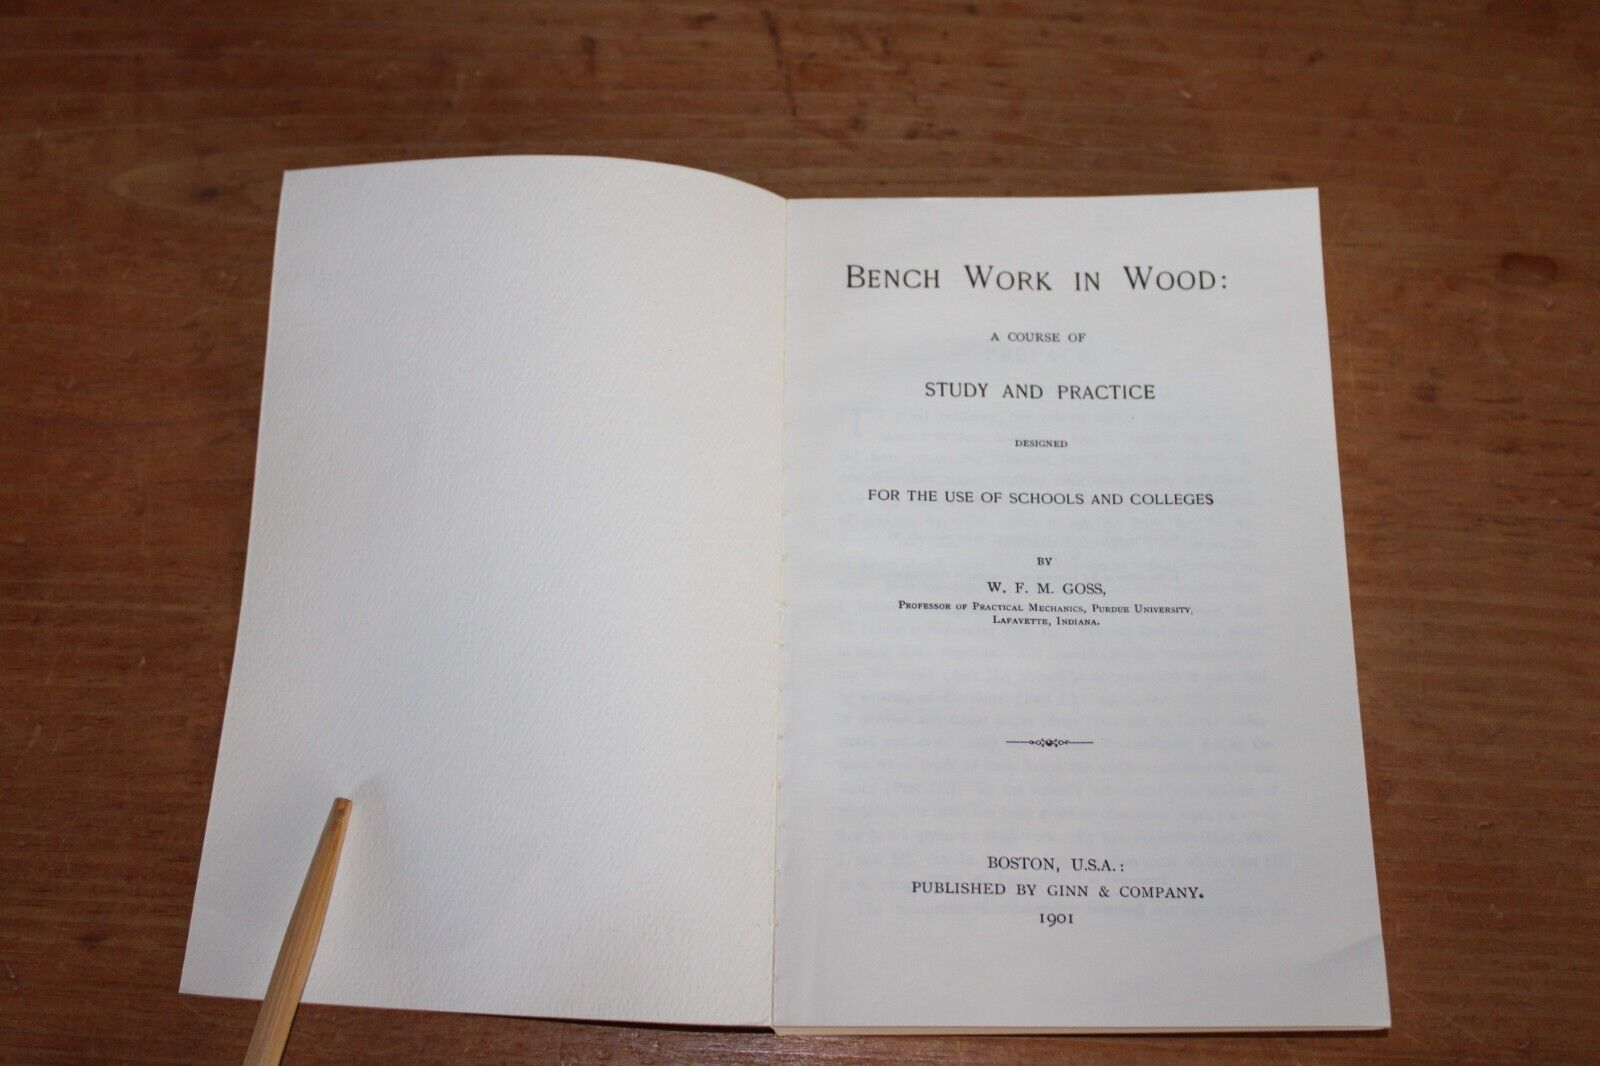 BENCH WORK IN WOOD:
A COURSE OF
STUDY AND PRACTICE
DESIGNED
FOR THE USE OF SCHOOLS AND COLLEGES
BY
W. F. M. GOSS,
PROFESSOR OF PRACTICAL MECHANICS, PURDUE UNIVERSITY,
LAFAYETTE, INDIANA.
BOSTON, U.S.A.:
PUBLISHED BY GINN & COMPANY.
1901